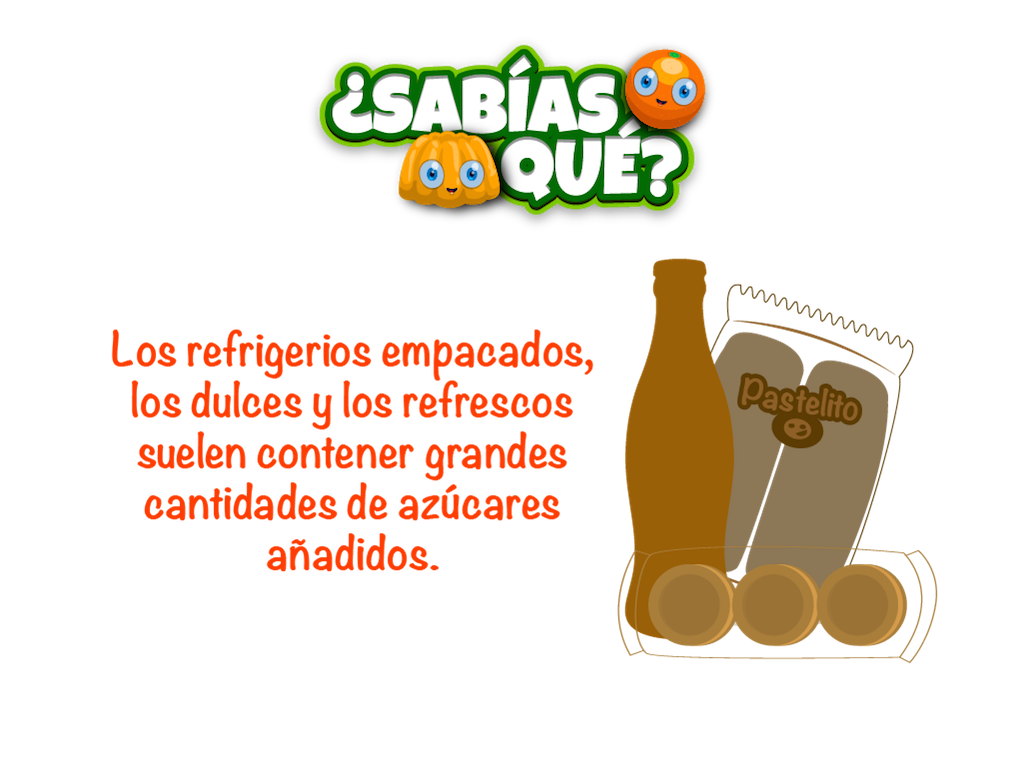 ¿SABÍAS
QUÉ?
Los refrigerios empacados,
los dulces y los refrescos
suelen contener grandes
cantidades de azúcares
añadidos.
Pastelito